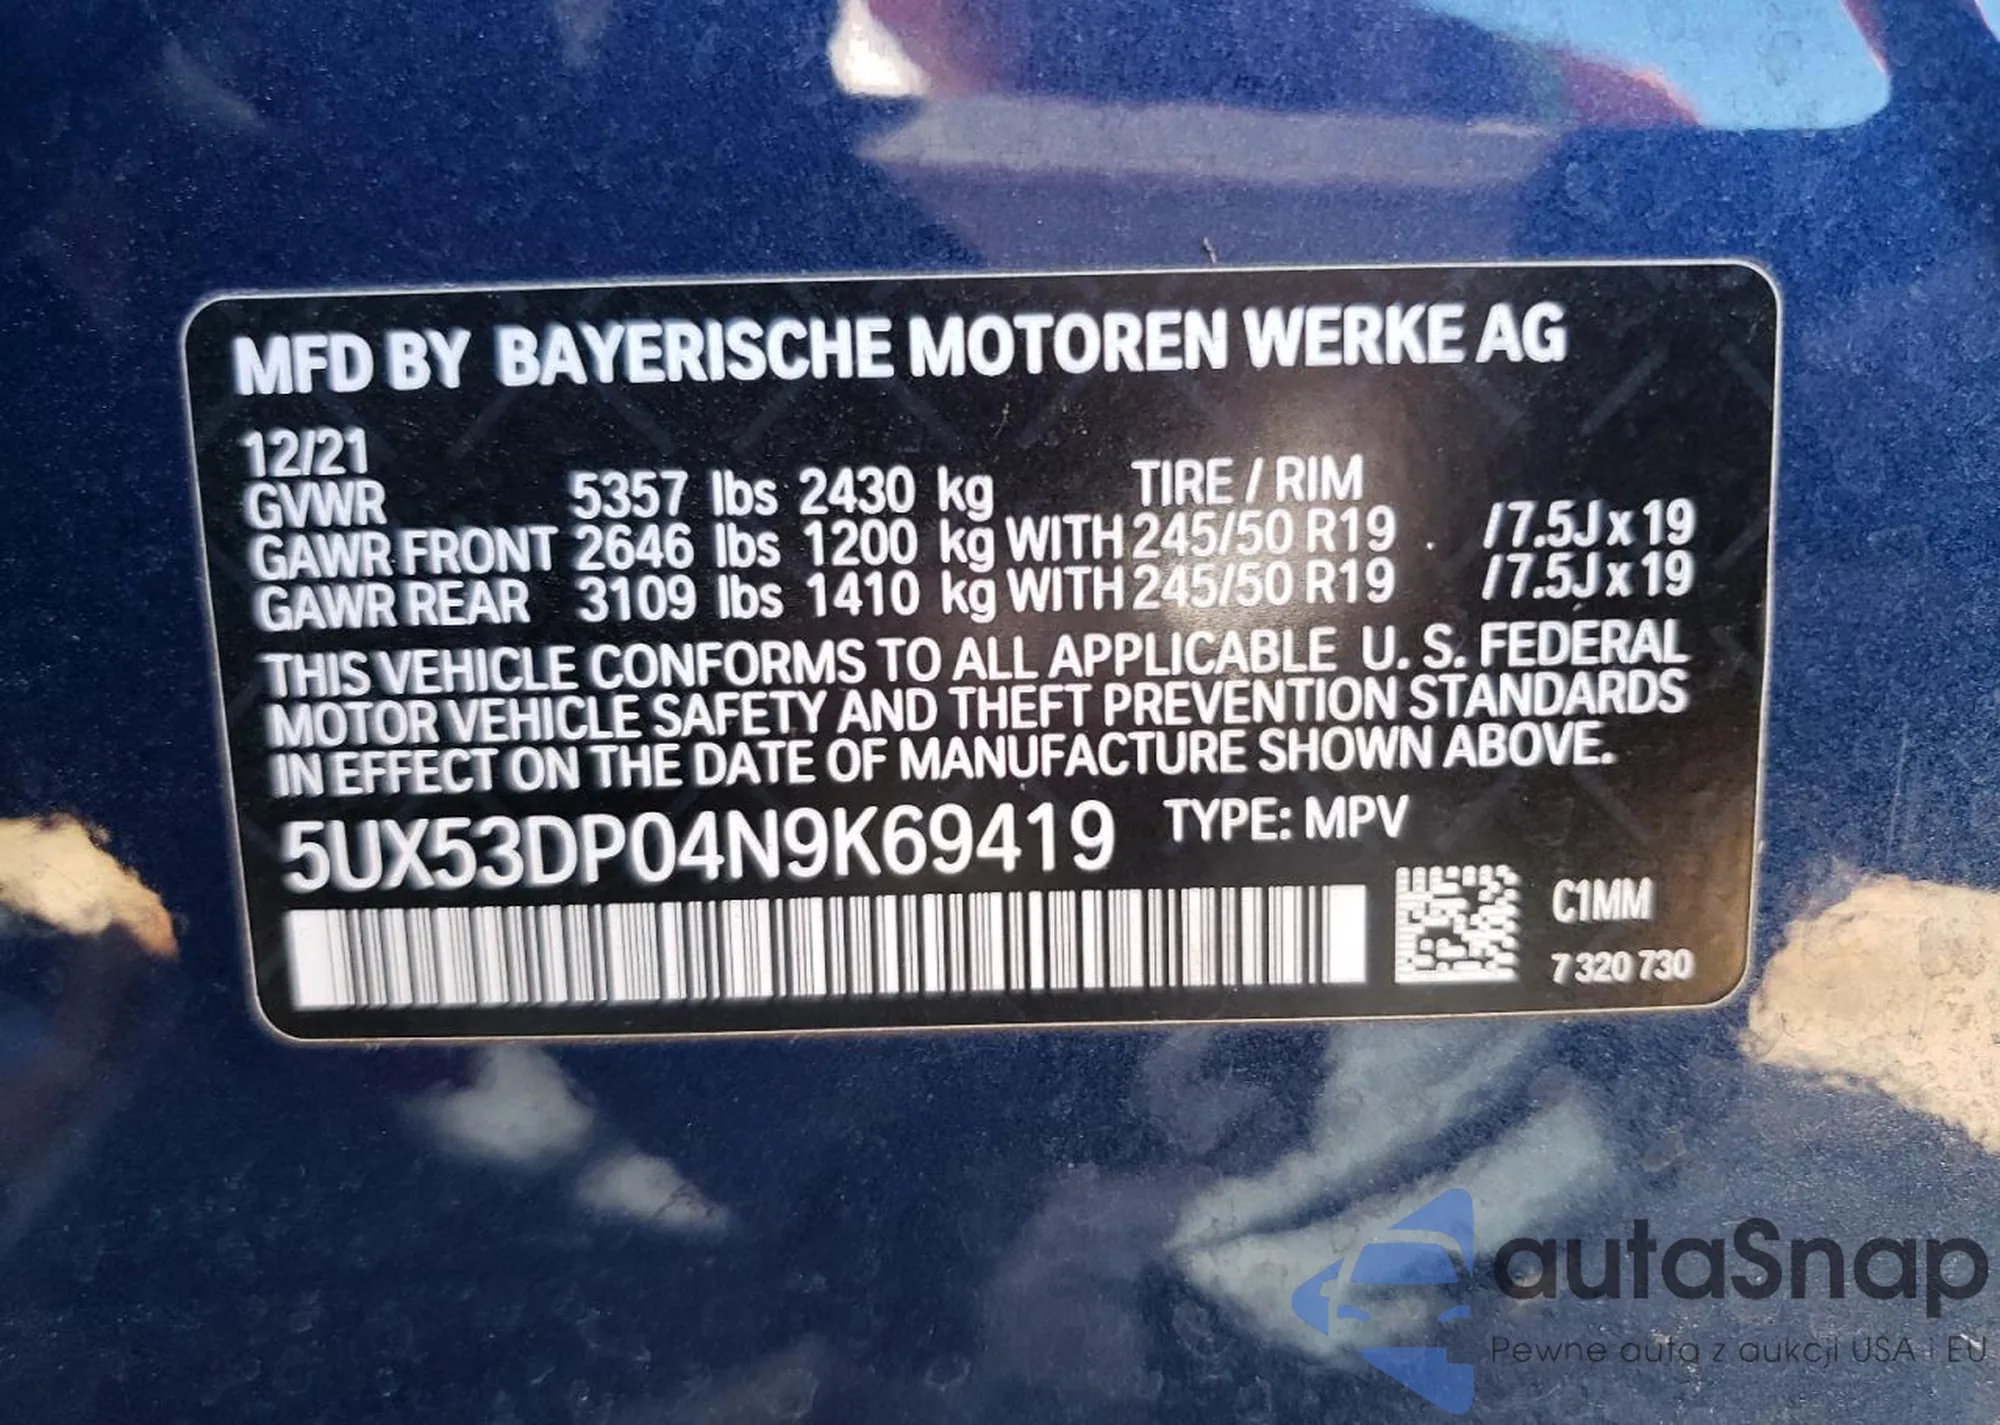 MFD BY BAYERISCHE MOTOREN WERKE AG
12/21
GVWR 5357 lbs 2430 kg TIRE / RIM
GAWR FRONT 2646 lbs 1200 kg WITH 245/50 R19 /7.5J x 19
GAWR REAR 3109 lbs 1410 kg WITH 245/50 R19 /7.5J x 19
THIS VEHICLE CONFORMS TO ALL APPLICABLE U. S. FEDERAL
MOTOR VEHICLE SAFETY AND THEFT PREVENTION STANDARDS
IN EFFECT ON THE DATE OF MANUFACTURE SHOWN ABOVE.
5UX53DP04N9K69419 TYPE: MPV
C1MM
7 320 730
autaSnap
Pewne auta z aukcji USA i EU